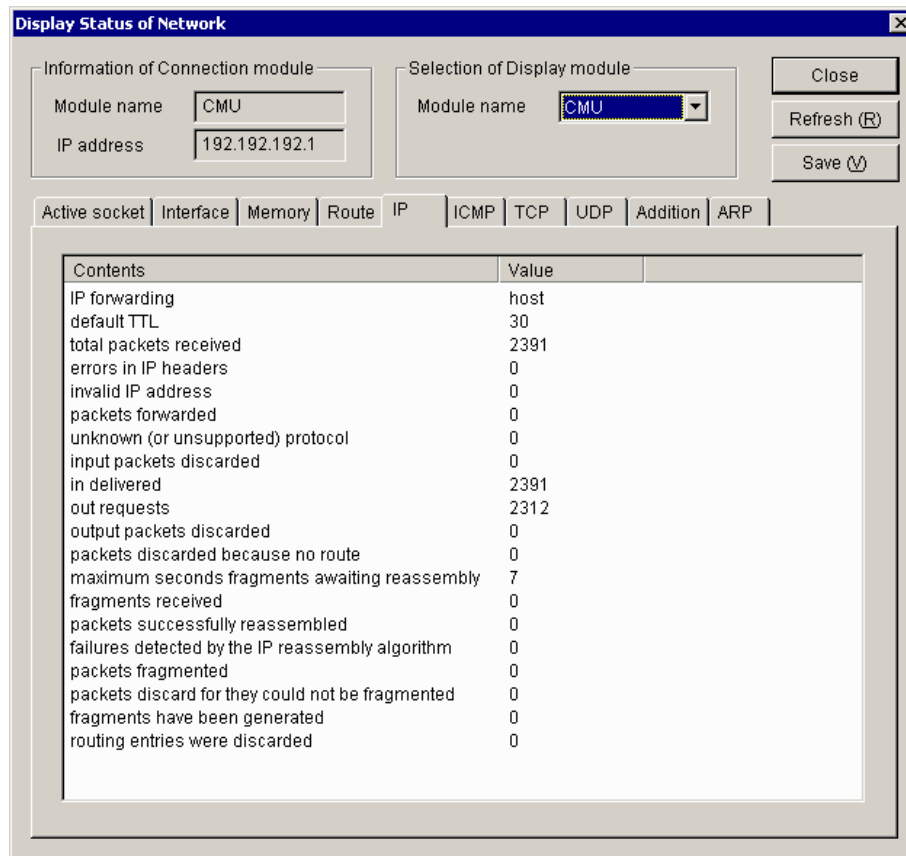 Display Status of Network
Information of Connection module
Module name CMU
IP address 192.192.192.1
Selection of Display module
Module name CMU
Close
Refresh (R)
Save (V)
Active socket Interface Memory Route IP ICMP TCP UDP Addition ARP
Contents Value
IP forwarding host
default TTL 30
total packets received 2391
errors in IP headers 0
invalid IP address 0
packets forwarded 0
unknown (or unsupported) protocol 0
input packets discarded 0
in delivered 2391
out requests 2312
output packets discarded 0
packets discarded because no route 0
maximum seconds fragments awaiting reassembly 7
fragments received 0
packets successfully reassembled 0
failures detected by the IP reassembly algorithm 0
packets fragmented 0
packets discard for they could not be fragmented 0
fragments have been generated 0
routing entries were discarded 0